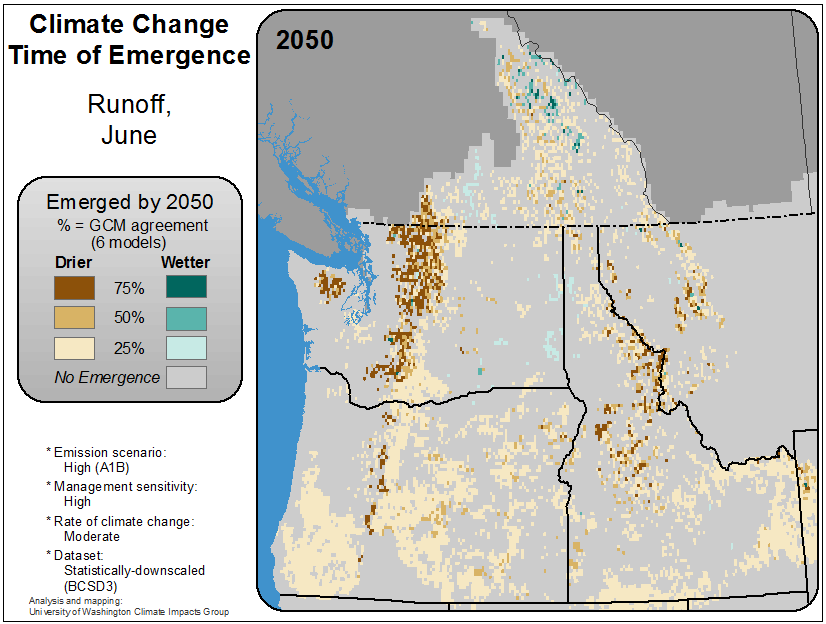 Climate Change
Time of Emergence
Runoff,
June
2050
Emerged by 2050
% = GCM agreement
(6 models)
Drier Wetter
75%
50%
25%
No Emergence
* Emission scenario:
High (A1B)
* Management sensitivity:
High
* Rate of climate change:
Moderate
* Dataset:
Statistically-downscaled
(BCSD3)
Analysis and mapping:
University of Washington Climate Impacts Group